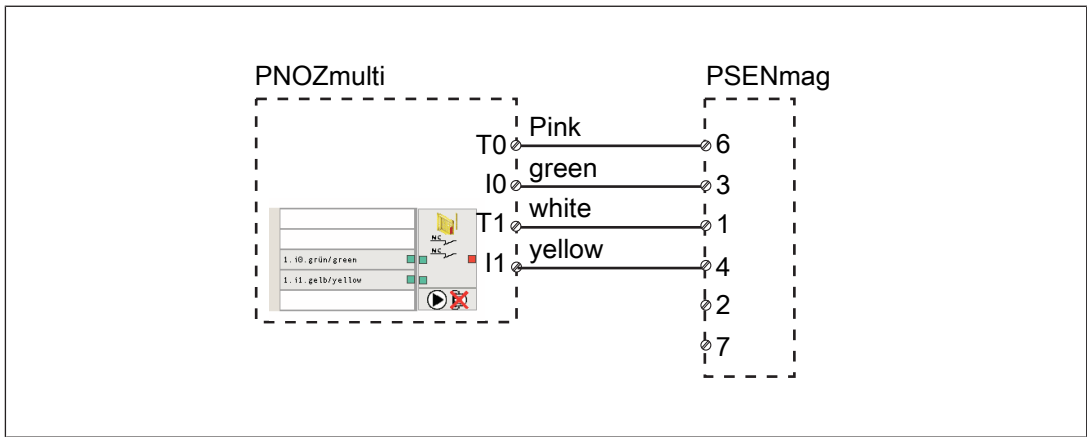 PNOZmulti
PSENmag
T0 Pink 6
I0 green 3
T1 white 1
I1 yellow 4
2
7
NC
NC
1.i0.grün/green
1.i1.gelb/yellow